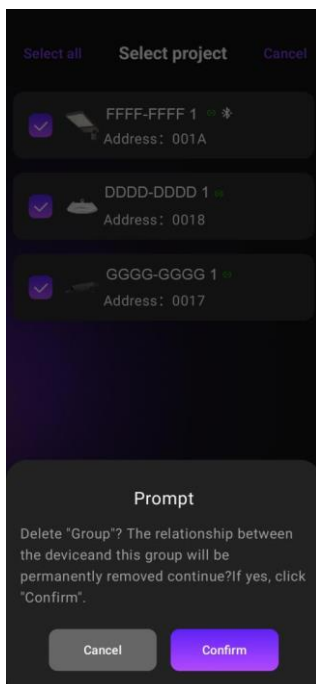 Select all Select project Cancel
FFFF-FFFF 1
Address: 001A
DDDD-DDDD 1
Address: 0018
GGGG-GGGG 1
Address: 0017
Prompt
Delete "Group"? The relationship between
the deviceand this group will be
permanently removed continue?If yes, click
"Confirm".
Cancel Confirm